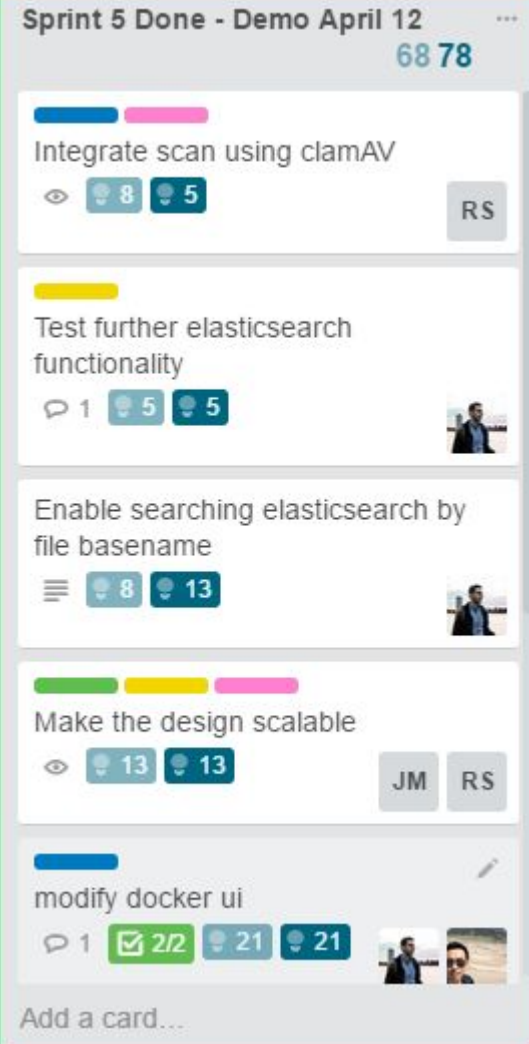 Sprint 5 Done - Demo April 12 ...
68 78
Integrate scan using clamAV
8 5
RS
Test further elasticsearch
functionality
1 5 5
Enable searching elasticsearch by
file basename
8 13
Make the design scalable
13 13
JM RS
modify docker ui
1 2/2 21 21
Add a card...